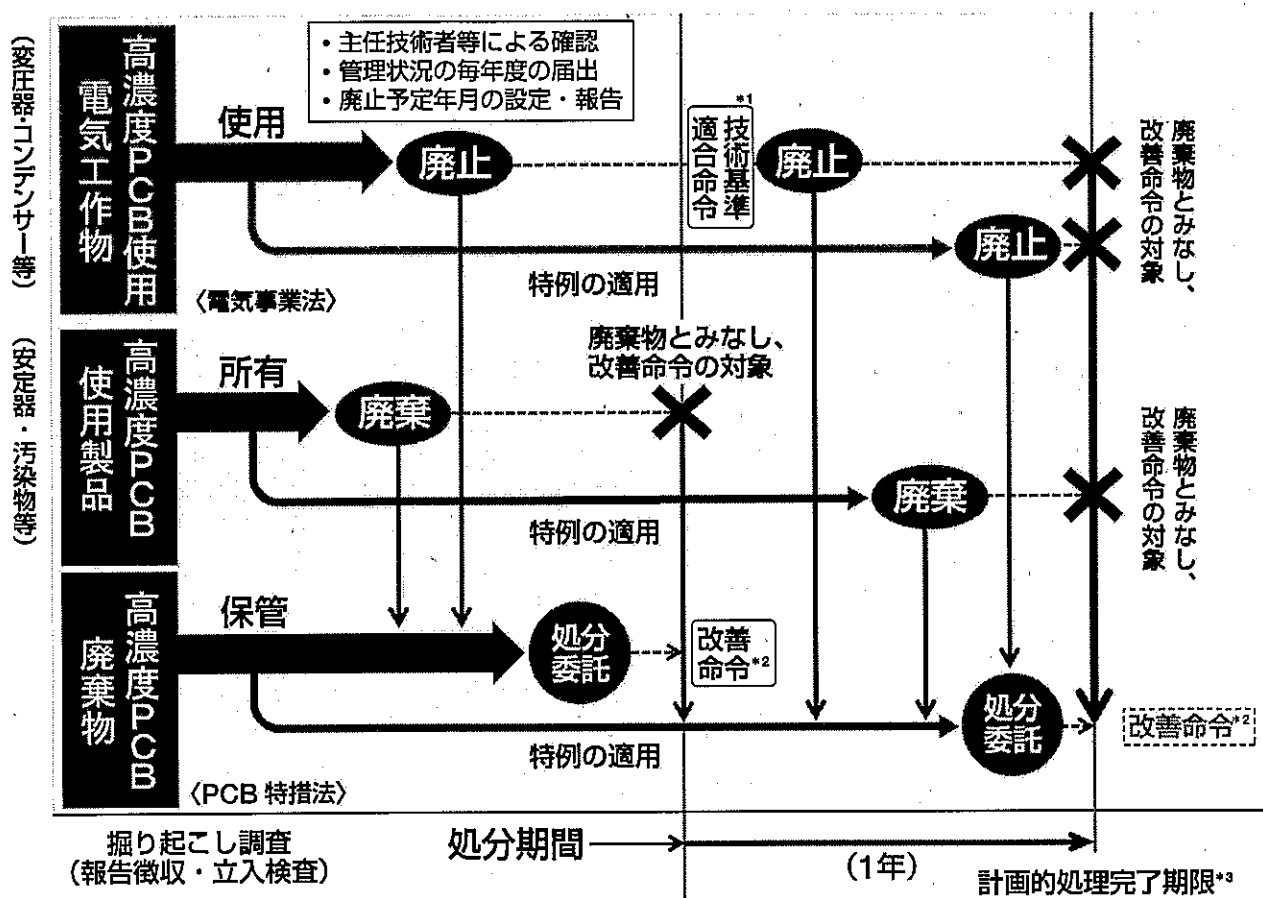 （変圧器・コンデンサー等）
高濃度PCB使用
電気工作物
・主任技術者等による確認
・管理状況の毎年度の届出
・廃止予定年月の設定・報告
使用
廃止
技術基準*1
適合命令
廃止
廃止
特例の適用
〈電気事業法〉
廃棄物とみなし、
改善命令の対象
（安定器・汚染物等）
高濃度PCB
使用製品
所有
廃棄
廃棄物とみなし、
改善命令の対象
廃棄
特例の適用
廃棄物とみなし、
改善命令の対象
高濃度PCB
廃棄物
保管
処分
委託
改善
命令*2
処分
委託
改善命令*2
特例の適用
〈PCB特措法〉
掘り起こし調査
（報告徴収・立入検査）
処分期間
（1年）
計画的処理完了期限*3